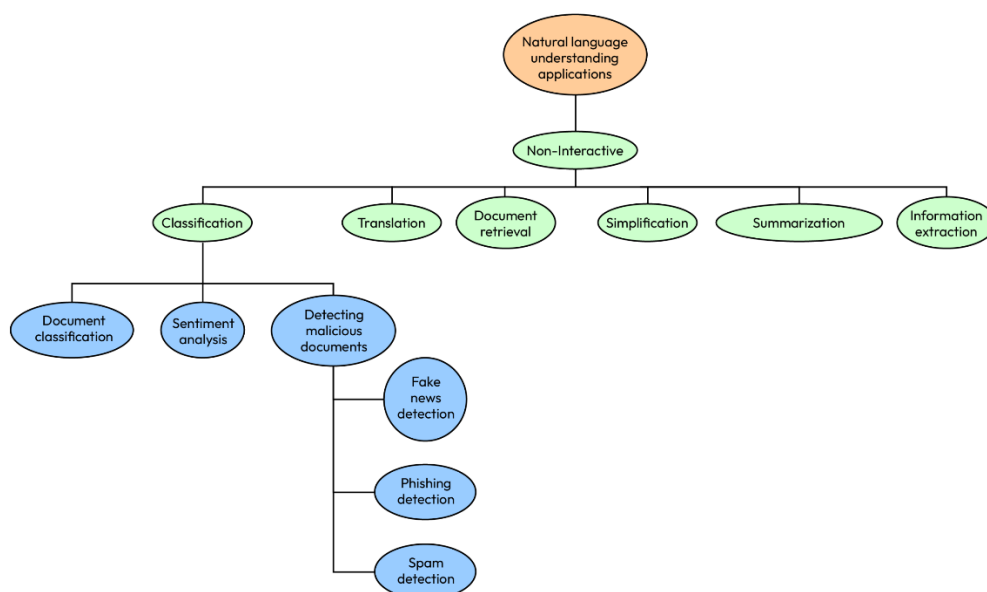 Natural language
understanding
applications
Non-Interactive
Classification
Translation
Document
retrieval
Simplification
Summarization
Information
extraction
Document
classification
Sentiment
analysis
Detecting
malicious
documents
Fake
news
detection
Phishing
detection
Spam
detection